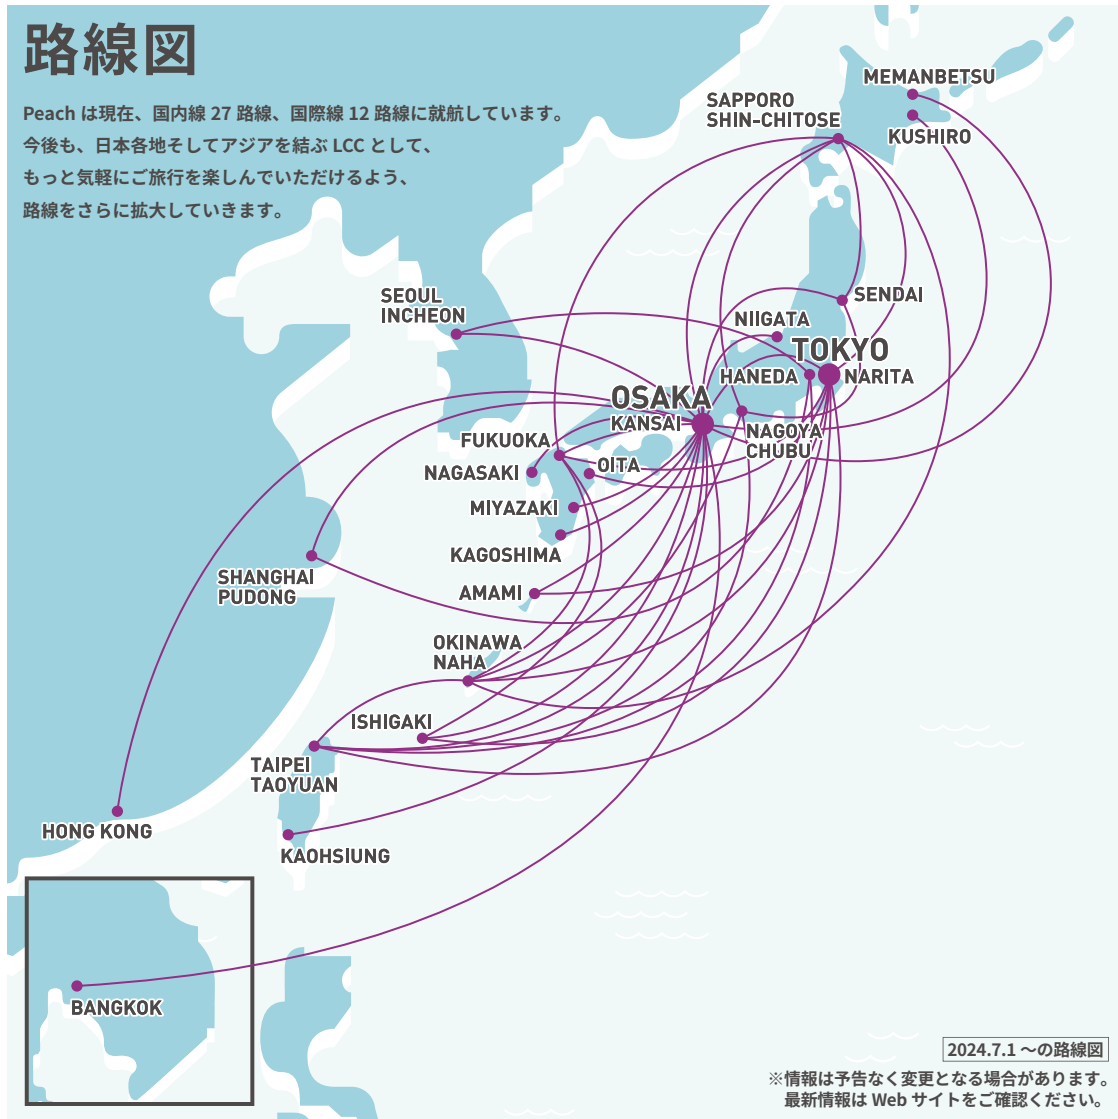 路線図
Peach は現在、国内線 27 路線、国際線 12 路線に就航しています。
今後も、日本各地そしてアジアを結ぶ LCC として、
もっと気軽にご旅行を楽しんでいただけるよう、
路線をさらに拡大していきます。
MEMANBETSU
SAPPORO
SHIN-CHITOSE
KUSHIRO
SEOUL
INCHEON
SENDAI
NIIGATA
TOKYO
HANEDA
NARITA
OSAKA
KANSAI
NAGOYA
CHUBU
FUKUOKA
OITA
NAGASAKI
MIYAZAKI
KAGOSHIMA
SHANGHAI
PUDONG
AMAMI
OKINAWA
NAHA
ISHIGAKI
TAIPEI
TAOYUAN
HONG KONG
KAOHSIUNG
BANGKOK
2024.7.1 ～の路線図
※情報は予告なく変更となる場合があります。
最新情報は Web サイトをご確認ください。